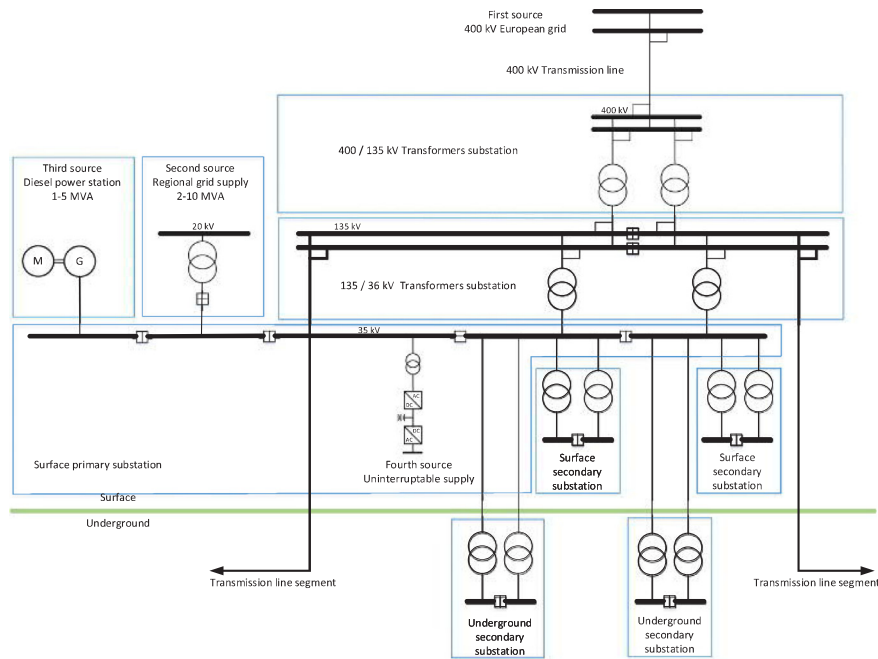 First source
400 kV European grid
400 kV Transmission line
400 kV
400 / 135 kV Transformers substation
Third source
Diesel power station
1-5 MVA
Second source
Regional grid supply
2-10 MVA
20 kV
135 kV
M
G
135 / 36 kV Transformers substation
35 kV
AC
DC
DC
AC
Surface primary substation
Fourth source
Uninterruptable supply
Surface
secondary
substation
Surface
secondary
substation
Surface
Underground
Transmission line segment
Transmission line segment
Underground
secondary
substation
Underground
secondary
substation